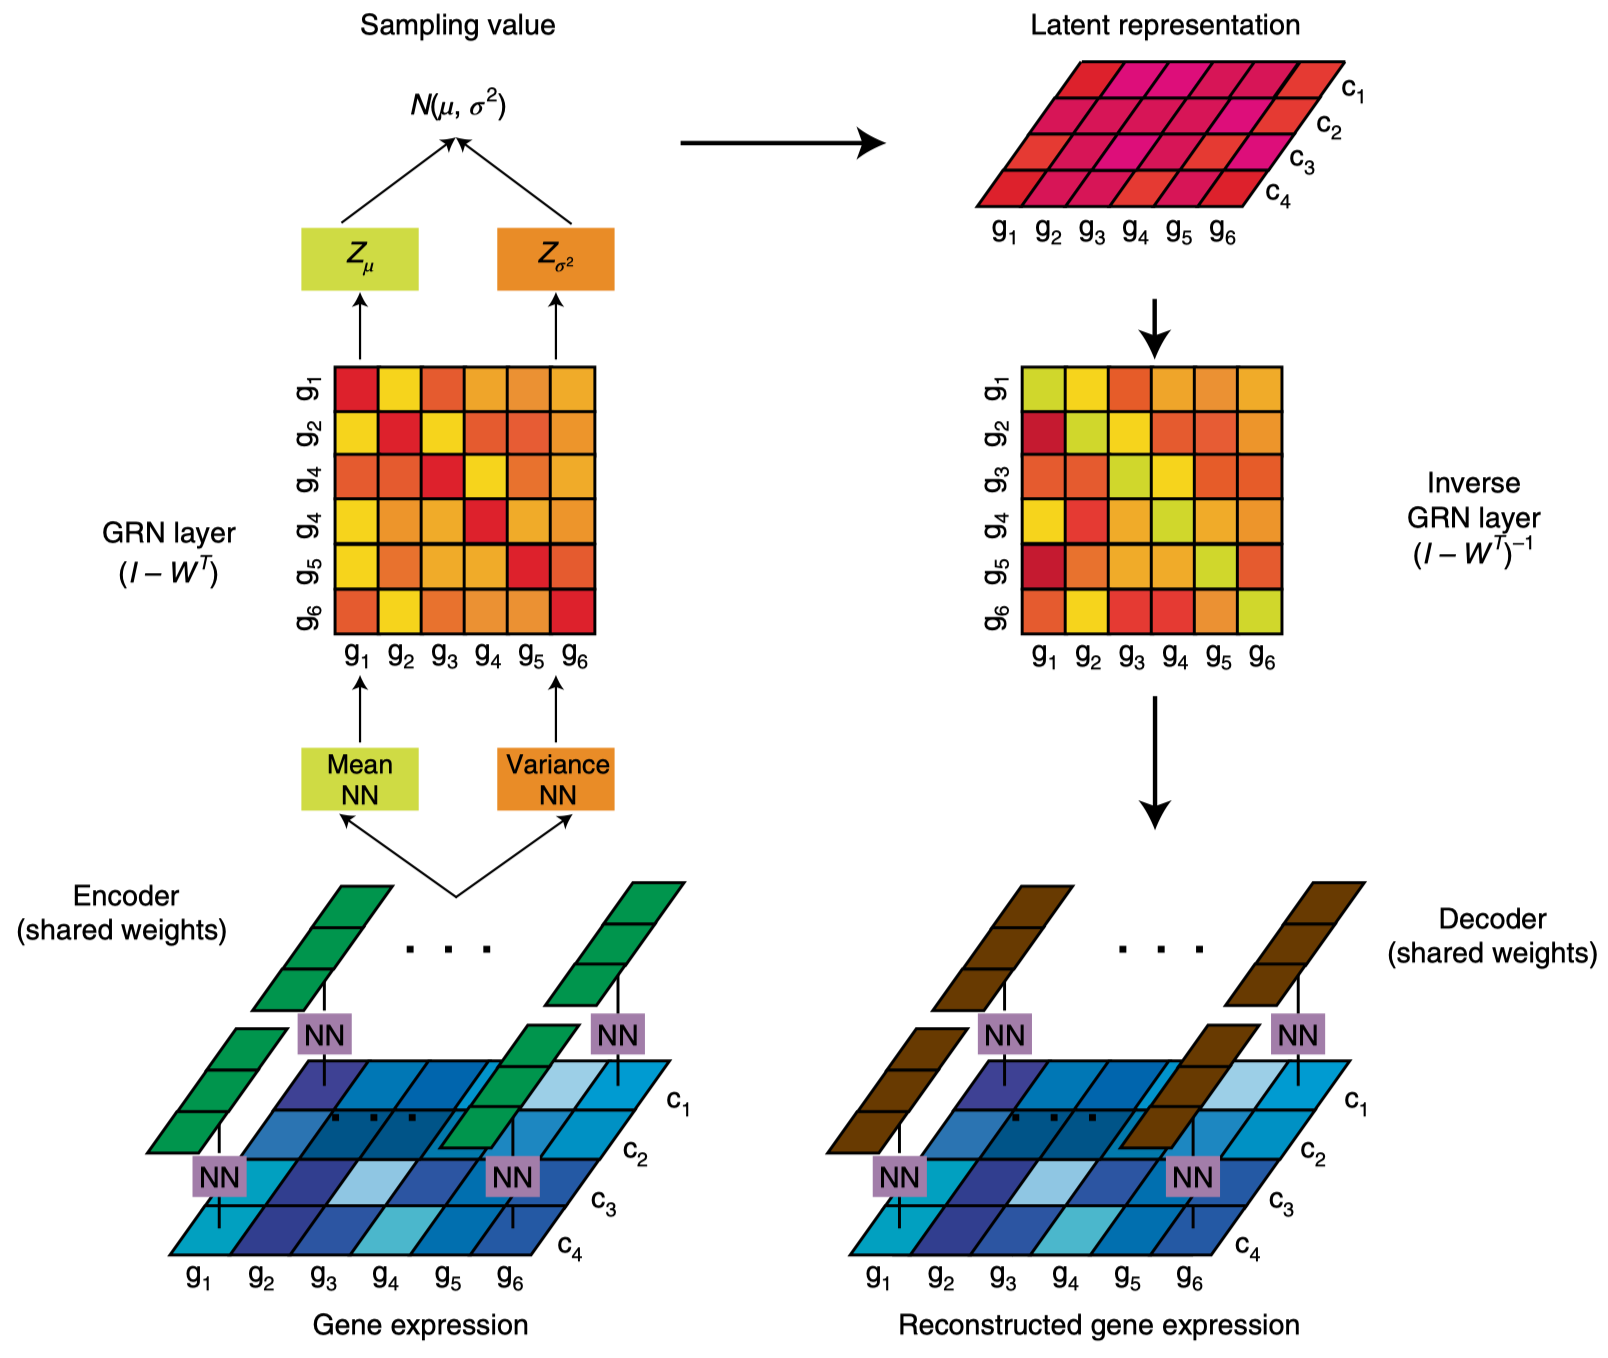 Sampling value
Latent representation
N(μ, σ²)
c₁
c₂
c₃
c₄
g₁ g₂ g₃ g₄ g₅ g₆
Z_μ
Z_σ²
g₁
g₂
g₄
g₄
g₅
g₆
g₁ g₂ g₃ g₄ g₅ g₆
GRN layer
(I – Wᵀ)
g₁
g₂
g₃
g₄
g₅
g₆
g₁ g₂ g₃ g₄ g₅ g₆
Inverse
GRN layer
(I – Wᵀ)⁻¹
Mean
NN
Variance
NN
Encoder
(shared weights)
. . .
NN
NN
. . .
NN
NN
c₁
c₂
c₃
c₄
g₁ g₂ g₃ g₄ g₅ g₆
Gene expression
Decoder
(shared weights)
. . .
NN
NN
. . .
NN
NN
c₁
c₂
c₃
c₄
g₁ g₂ g₃ g₄ g₅ g₆
Reconstructed gene expression